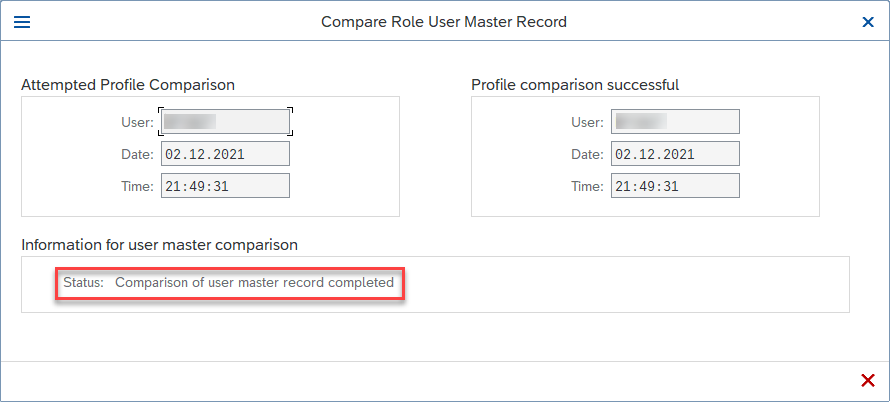 Compare Role User Master Record
Attempted Profile Comparison
User:
Date: 02.12.2021
Time: 21:49:31
Profile comparison successful
User:
Date: 02.12.2021
Time: 21:49:31
Information for user master comparison
Status: Comparison of user master record completed